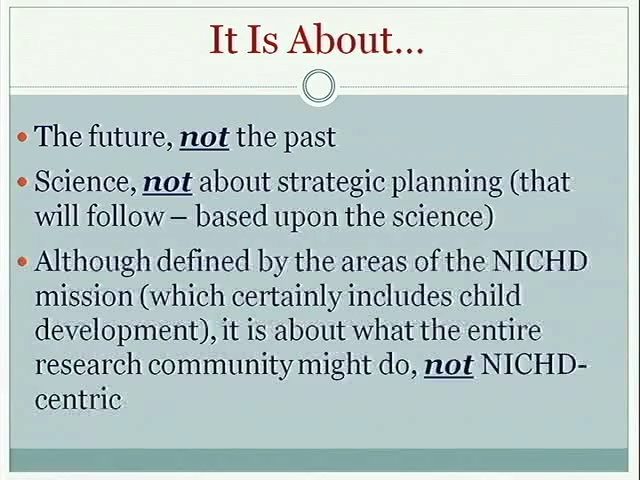 It Is About...
• The future, not the past
• Science, not about strategic planning (that
will follow – based upon the science)
• Although defined by the areas of the NICHD
mission (which certainly includes child
development), it is about what the entire
research community might do, not NICHD-
centric